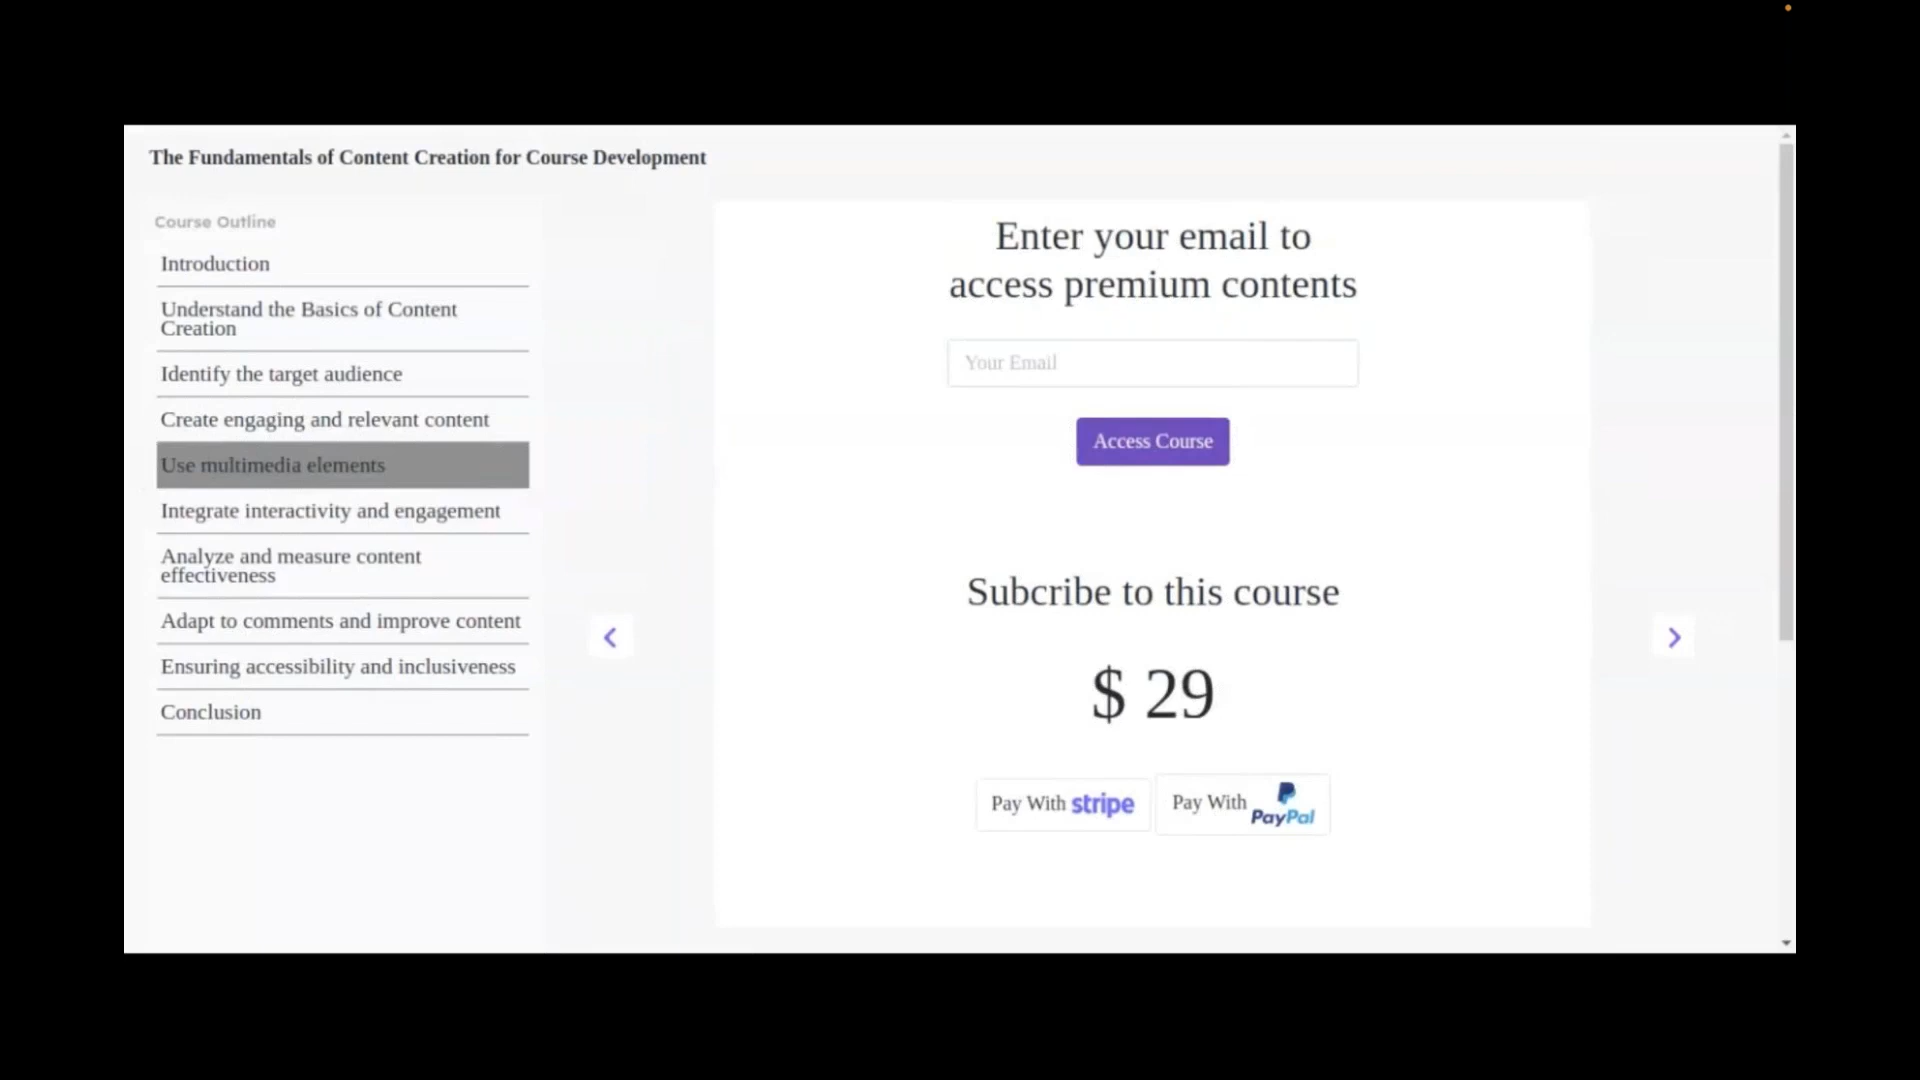 The Fundamentals of Content Creation for Course Development
Course Outline
Introduction
Understand the Basics of Content
Creation
Identify the target audience
Create engaging and relevant content
Use multimedia elements
Integrate interactivity and engagement
Analyze and measure content
effectiveness
Adapt to comments and improve content
Ensuring accessibility and inclusiveness
Conclusion
Enter your email to
access premium contents
Your Email
Access Course
Subcribe to this course
$ 29
Pay With stripe
Pay With PayPal